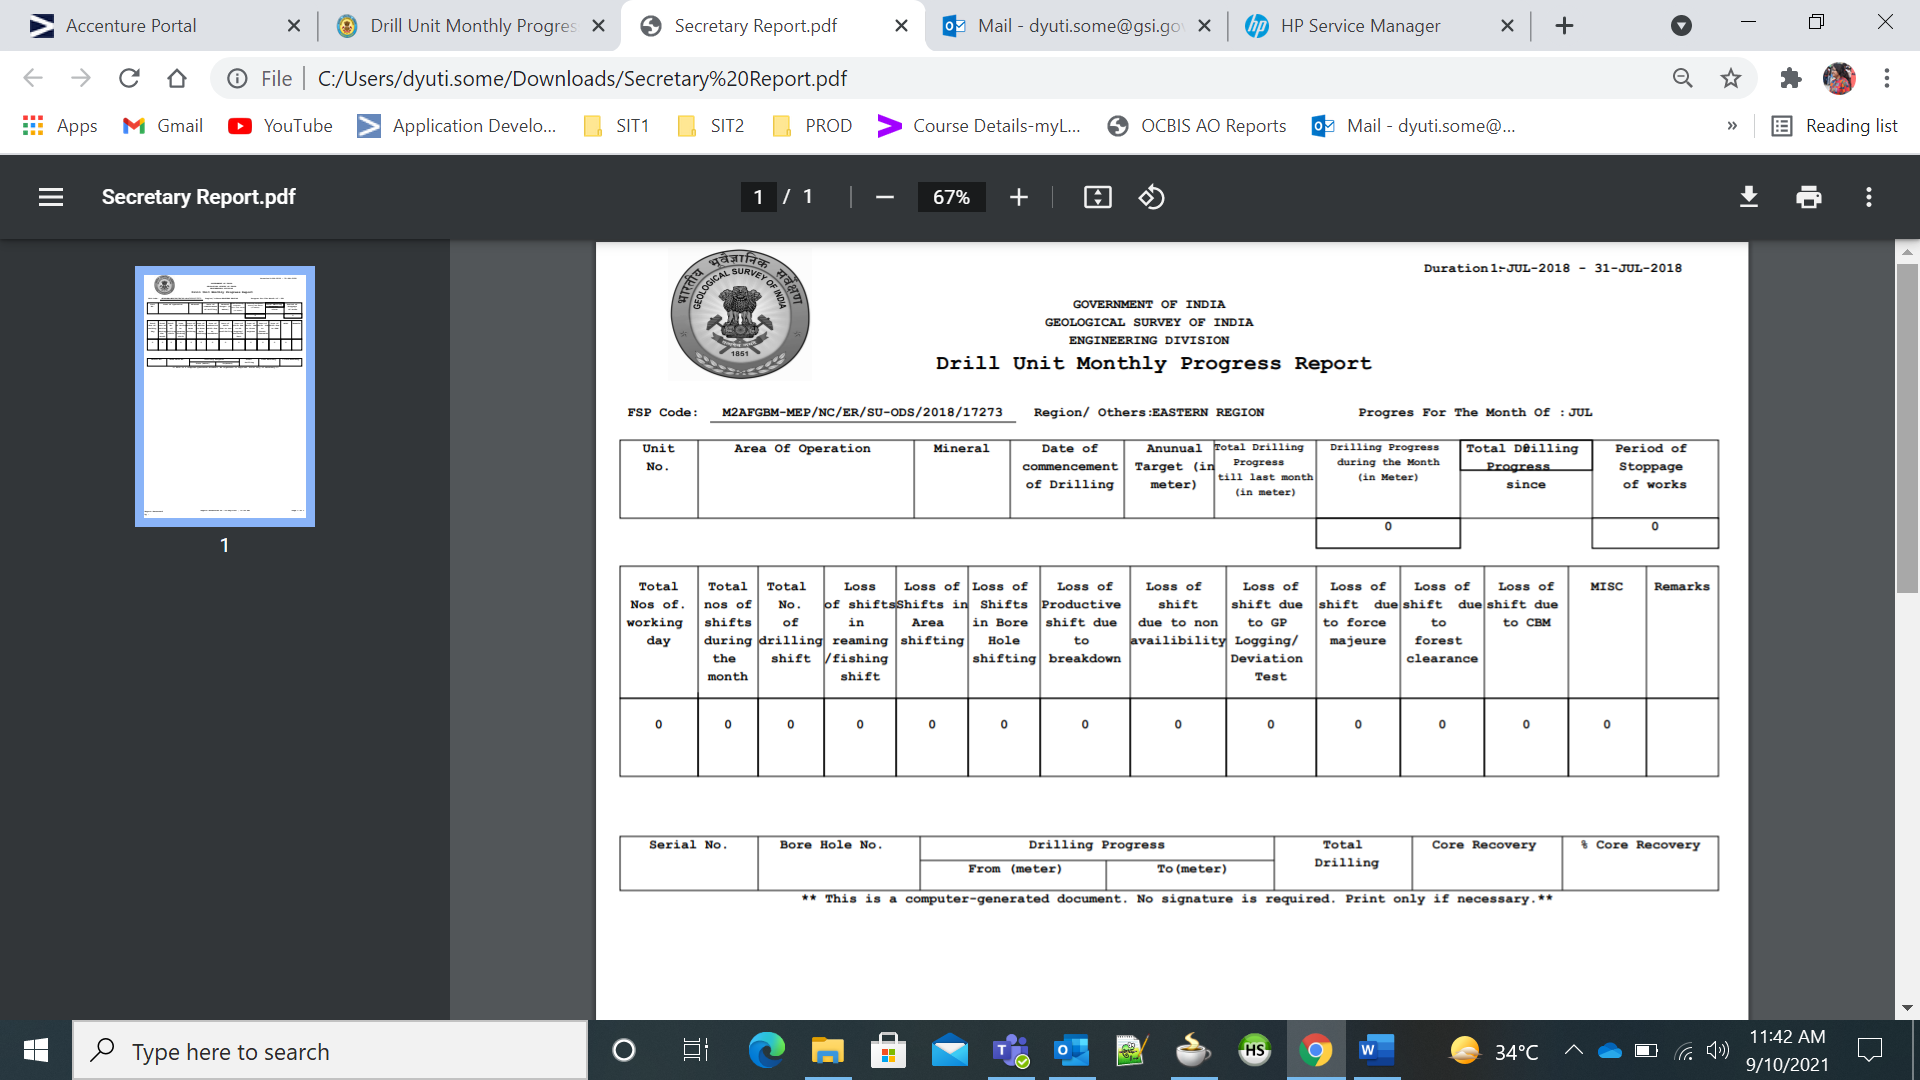 Accenture Portal
Drill Unit Monthly Progres
Secretary Report.pdf
Mail - dyuti.some@gsi.gov
HP Service Manager
File
C:/Users/dyuti.some/Downloads/Secretary%20Report.pdf
Apps
Gmail
YouTube
Application Develo...
SIT1
SIT2
PROD
Course Details-myL...
OCBIS AO Reports
Mail - dyuti.some@...
»
Reading list
Secretary Report.pdf
1 / 1
67%
1
भारतीय भूवैज्ञानिक सर्वेक्षण
GEOLOGICAL SURVEY OF INDIA
1851
Duration:1-JUL-2018 - 31-JUL-2018
GOVERNMENT OF INDIA
GEOLOGICAL SURVEY OF INDIA
ENGINEERING DIVISION
Drill Unit Monthly Progress Report
FSP Code: M2AFGBM-MEP/NC/ER/SU-ODS/2018/17273 Region/ Others:EASTERN REGION Progres For The Month Of : JUL
Unit
No.
Area Of Operation
Mineral
Date of
commencement
of Drilling
Anunual
Target (in
meter)
Total Drilling
Progress
till last month
(in meter)
Drilling Progress
during the Month
(in Meter)
Total Drilling
Progress
since
0
Period of
Stoppage
of works
0
0
Total
Nos of.
working
day
Total
nos of
shifts
during
the
month
Total
No.
of
drilling
shift
Loss
of shifts
in
reaming
/fishing
shift
Loss of
Shifts in
Area
shifting
Loss of
Shifts
in Bore
Hole
shifting
Loss of
Productive
shift due
to
breakdown
Loss of
shift
due to non
availibility
Loss of
shift due
to GP
Logging/
Deviation
Test
Loss of
shift due
to force
majeure
Loss of
shift due
to
forest
clearance
Loss of
shift due
to CBM
MISC
Remarks
0 0 0 0 0 0 0 0 0 0 0 0 0
Serial No.
Bore Hole No.
Drilling Progress
From (meter)
To(meter)
Total
Drilling
Core Recovery
% Core Recovery
** This is a computer-generated document. No signature is required. Print only if necessary.**
Type here to search
HS
34°C
11:42 AM
9/10/2021